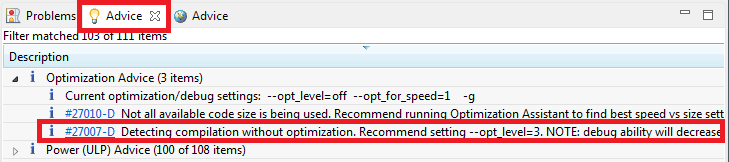 Problems Advice Advice
Filter matched 103 of 111 items
Description
Optimization Advice (3 items)
Current optimization/debug settings: --opt_level=off --opt_for_speed=1 -g
#27010-D Not all available code size is being used. Recommend running Optimization Assistant to find best speed vs size sett
#27007-D Detecting compilation without optimization. Recommend setting --opt_level=3. NOTE: debug ability will decrease
Power (ULP) Advice (100 of 108 items)